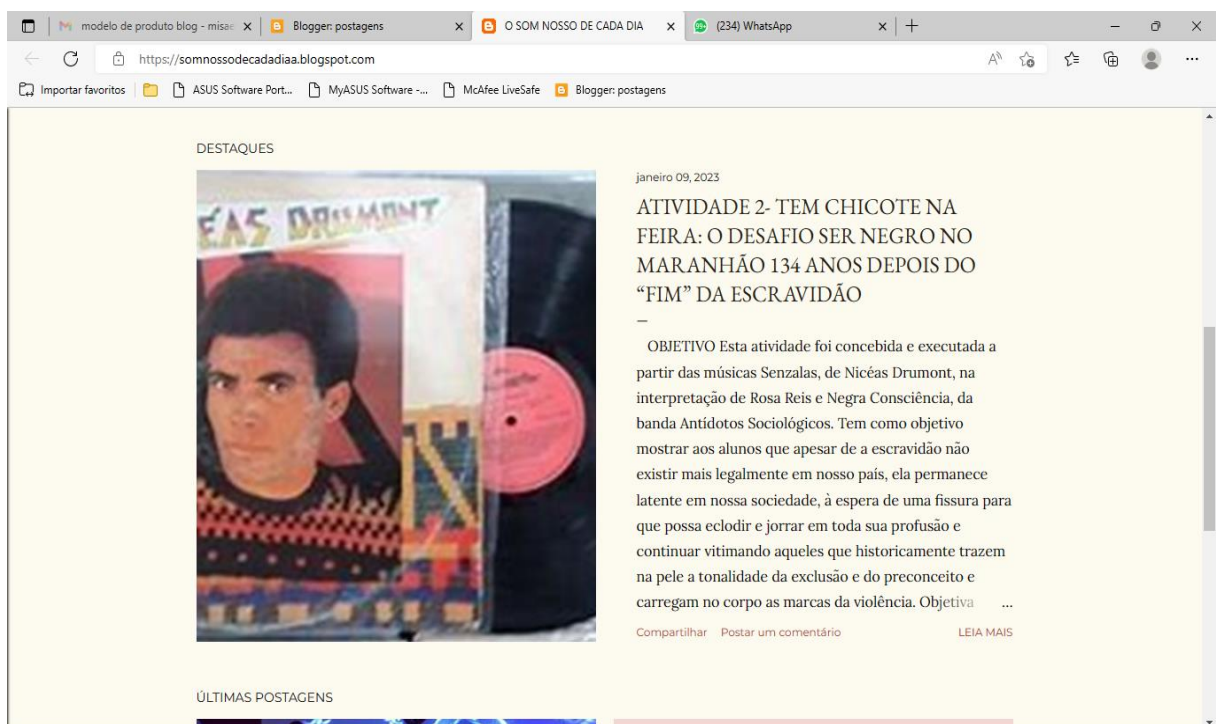 modelo de produto blog - misae
Blogger: postagens
O SOM NOSSO DE CADA DIA
(234) WhatsApp
https://somnossodecadadiaa.blogspot.com
Importar favoritos
ASUS Software Port...
MyASUS Software -...
McAfee LiveSafe
Blogger: postagens
DESTAQUES
ÉAS DRUMONT
janeiro 09, 2023
ATIVIDADE 2- TEM CHICOTE NA
FEIRA: O DESAFIO SER NEGRO NO
MARANHÃO 134 ANOS DEPOIS DO
“FIM” DA ESCRAVIDÃO
OBJETIVO Esta atividade foi concebida e executada a
partir das músicas Senzalas, de Nicéas Drumont, na
interpretação de Rosa Reis e Negra Consciência, da
banda Antídotos Sociológicos. Tem como objetivo
mostrar aos alunos que apesar de a escravidão não
existir mais legalmente em nosso país, ela permanece
latente em nossa sociedade, à espera de uma fissura para
que possa eclodir e jorrar em toda sua profusão e
continuar vitimando aqueles que historicamente trazem
na pele a tonalidade da exclusão e do preconceito e
carregam no corpo as marcas da violência. Objetiva ...
Compartilhar Postar um comentário LEIA MAIS
ÚLTIMAS POSTAGENS